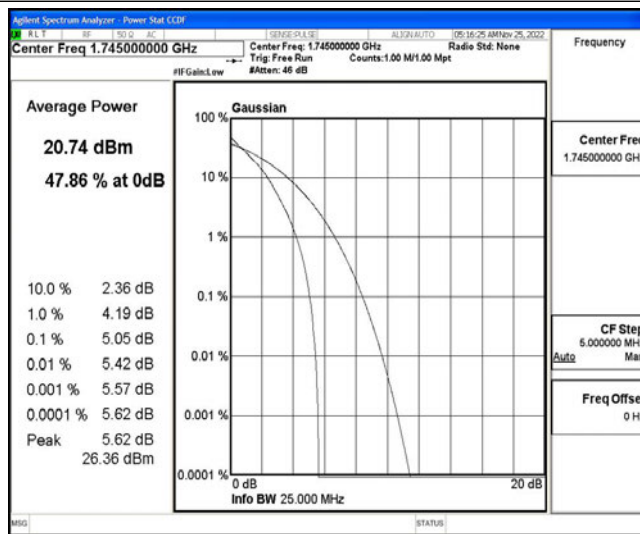 Agilent Spectrum Analyzer - Power Stat CCDF
RLT RF 50 Ω AC SENSE:PULSE ALIGN AUTO 05:16:25 AM Nov 25, 2022
Center Freq 1.745000000 GHz
Center Freq: 1.745000000 GHz Radio Std: None
Trig: Free Run Counts:1.00 M/1.00 Mpt
#IFGain:Low #Atten: 46 dB
Frequency
Average Power
20.74 dBm
47.86 % at 0dB
10.0 % 2.36 dB
1.0 % 4.19 dB
0.1 % 5.05 dB
0.01 % 5.42 dB
0.001 % 5.57 dB
0.0001 % 5.62 dB
Peak 5.62 dB
26.36 dBm
Gaussian
100 %
10 %
1 %
0.1 %
0.01 %
0.001 %
0.0001 %
0 dB 20 dB
Info BW 25.000 MHz
Center Freq
1.745000000 GH
CF Step
5.000000 MH
Auto Ma
Freq Offse
0 H
MSG STATUS